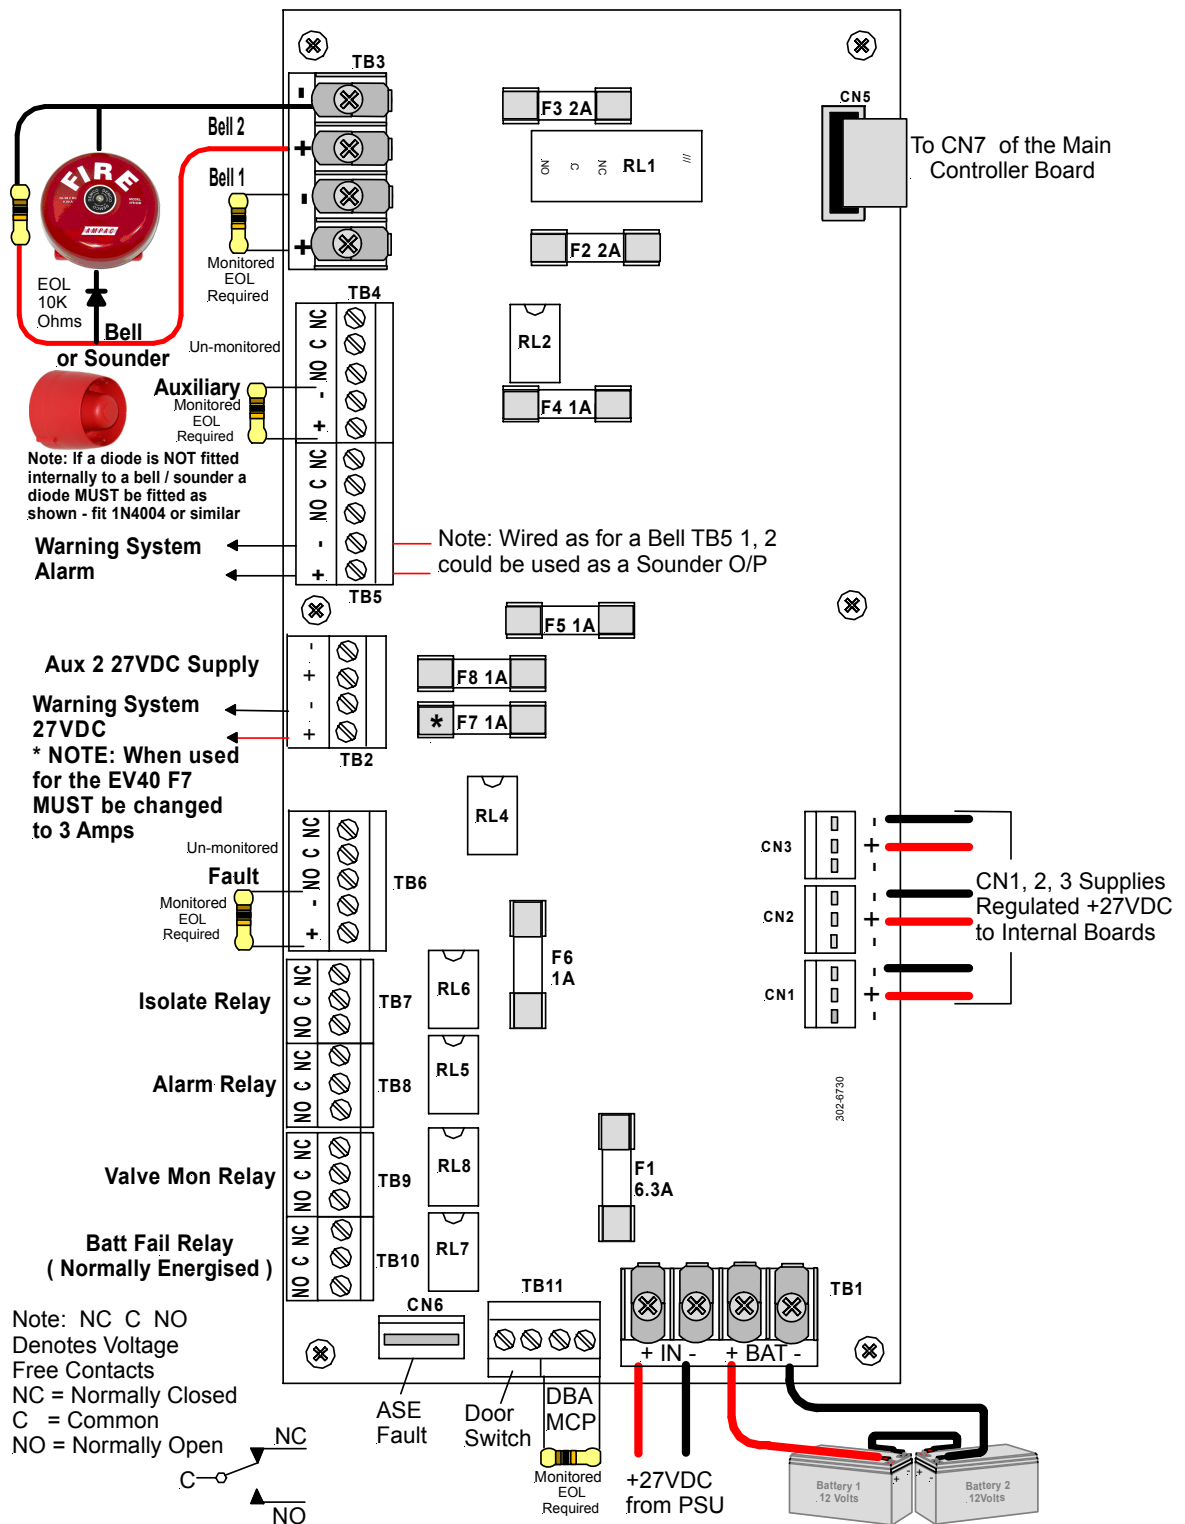 TB3
F3 2A
CN5
Bell 2
-
+
NO
C
NC
///
RL1
To CN7 of the Main
Controller Board
Bell 1
-
+
FIRE
AMPAC
F2 2A
Monitored
EOL
Required
EOL
10K
Ohms
TB4
Bell
or Sounder
Un-monitored
NO C NC
RL2
Auxiliary
Monitored
EOL
Required
-
+
F4 1A
Note: If a diode is NOT fitted
internally to a bell / sounder a
diode MUST be fitted as
shown - fit 1N4004 or similar
NO C NC
Warning System
Alarm
-
+
Note: Wired as for a Bell TB5 1, 2
could be used as a Sounder O/P
TB5
F5 1A
Aux 2 27VDC Supply
-
+
F8 1A
Warning System
27VDC
-
+
* F7 1A
* NOTE: When used
for the EV40 F7
MUST be changed
to 3 Amps
TB2
RL4
Un-monitored
Fault
NO C NC
TB6
Monitored
EOL
Required
-
+
CN3
-
+
-
CN2
-
+
-
CN1
-
+
-
CN1, 2, 3 Supplies
Regulated +27VDC
to Internal Boards
F6
1A
Isolate Relay
NO C NC
TB7
RL6
Alarm Relay
NO C NC
TB8
RL5
302-6730
Valve Mon Relay
NO C NC
TB9
RL8
F1
6.3A
Batt Fail Relay
( Normally Energised )
NO C NC
TB10
RL7
CN6
TB11
TB1
+ IN -
+ BAT -
Note: NC C NO
Denotes Voltage
Free Contacts
NC = Normally Closed
C = Common
NO = Normally Open
NC
C
NO
ASE
Fault
Door
Switch
DBA
MCP
Monitored
EOL
Required
+27VDC
from PSU
Battery 1
12 Volts
+ -
Battery 2
12Volts
+ -